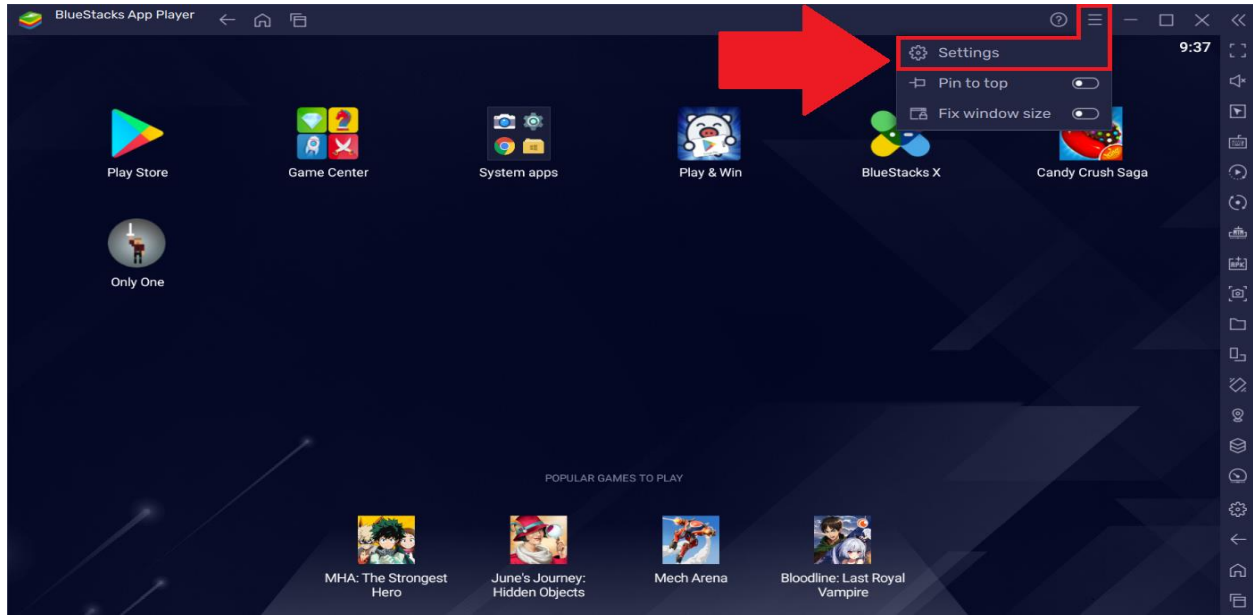 BlueStacks App Player
Settings
9:37
Pin to top
Fix window size
Play Store
Game Center
System apps
Play & Win
BlueStacks X
Candy Crush Saga
Only One
POPULAR GAMES TO PLAY
MHA: The Strongest
Hero
June's Journey:
Hidden Objects
Mech Arena
Bloodline: Last Royal
Vampire